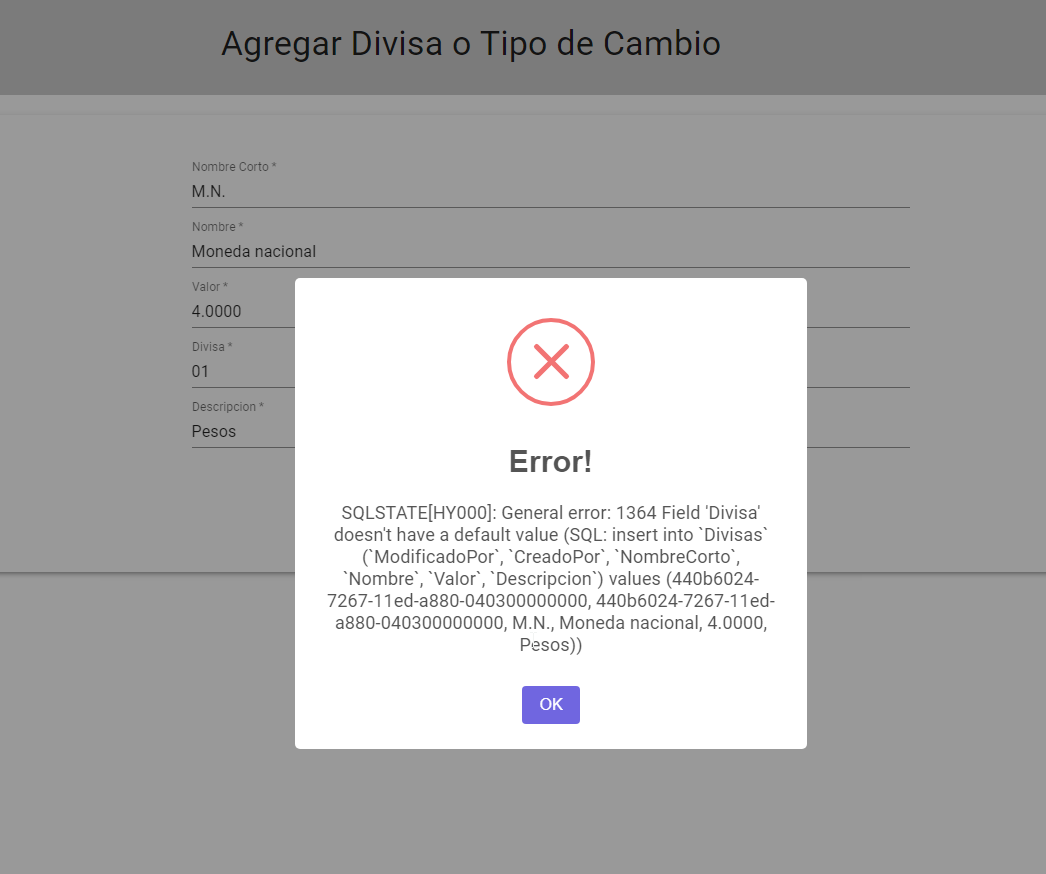 Agregar Divisa o Tipo de Cambio
Nombre Corto *
M.N.
Nombre *
Moneda nacional
Valor *
4.0000
Divisa *
01
Descripcion *
Pesos
Error!
SQLSTATE[HY000]: General error: 1364 Field 'Divisa'
doesn't have a default value (SQL: insert into `Divisas`
(`ModificadoPor`, `CreadoPor`, `NombreCorto`,
`Nombre`, `Valor`, `Descripcion`) values (440b6024-
7267-11ed-a880-040300000000, 440b6024-7267-11ed-
a880-040300000000, M.N., Moneda nacional, 4.0000,
Pesos))
OK